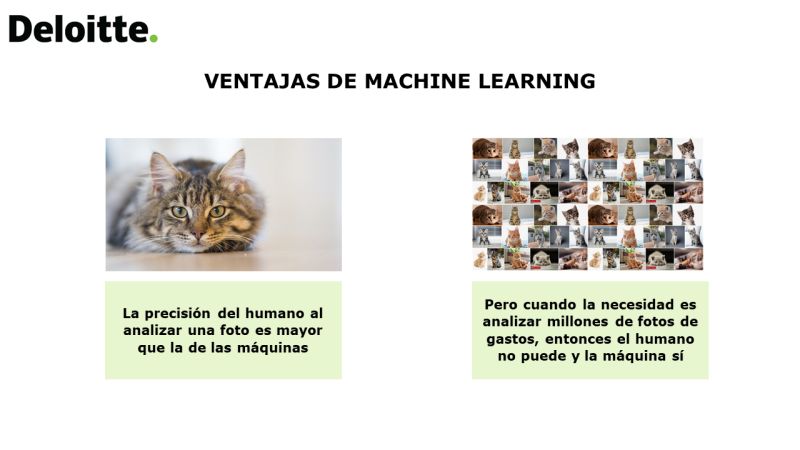 Deloitte.
VENTAJAS DE MACHINE LEARNING
La precisión del humano al
analizar una foto es mayor
que la de las máquinas
Pero cuando la necesidad es
analizar millones de fotos de
gastos, entonces el humano
no puede y la máquina sí